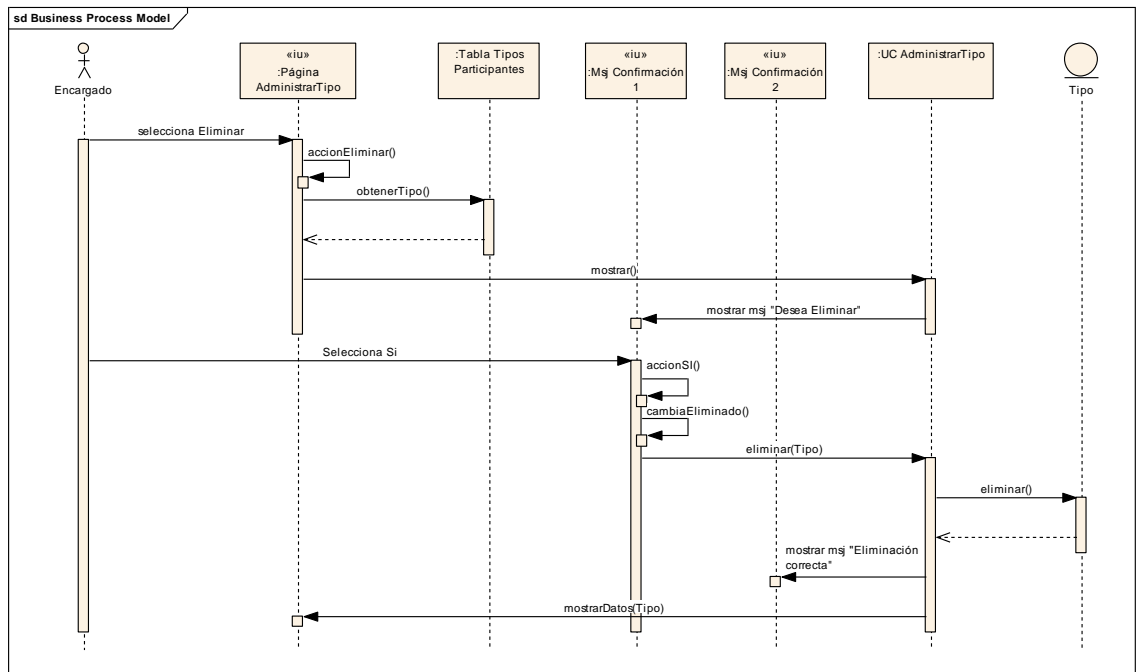 sd Business Process Model
Encargado
«iu»
:Página
AdministrarTipo
:Tabla Tipos
Participantes
«iu»
:Msj Confirmación
1
«iu»
:Msj Confirmación
2
:UC AdministrarTipo
Tipo
selecciona Eliminar
accionEliminar()
obtenerTipo()
mostrar()
mostrar msj "Desea Eliminar"
Selecciona Si
accionSI()
cambiaEliminado()
eliminar(Tipo)
eliminar()
mostrar msj "Eliminación
correcta"
mostrarDatos(Tipo)